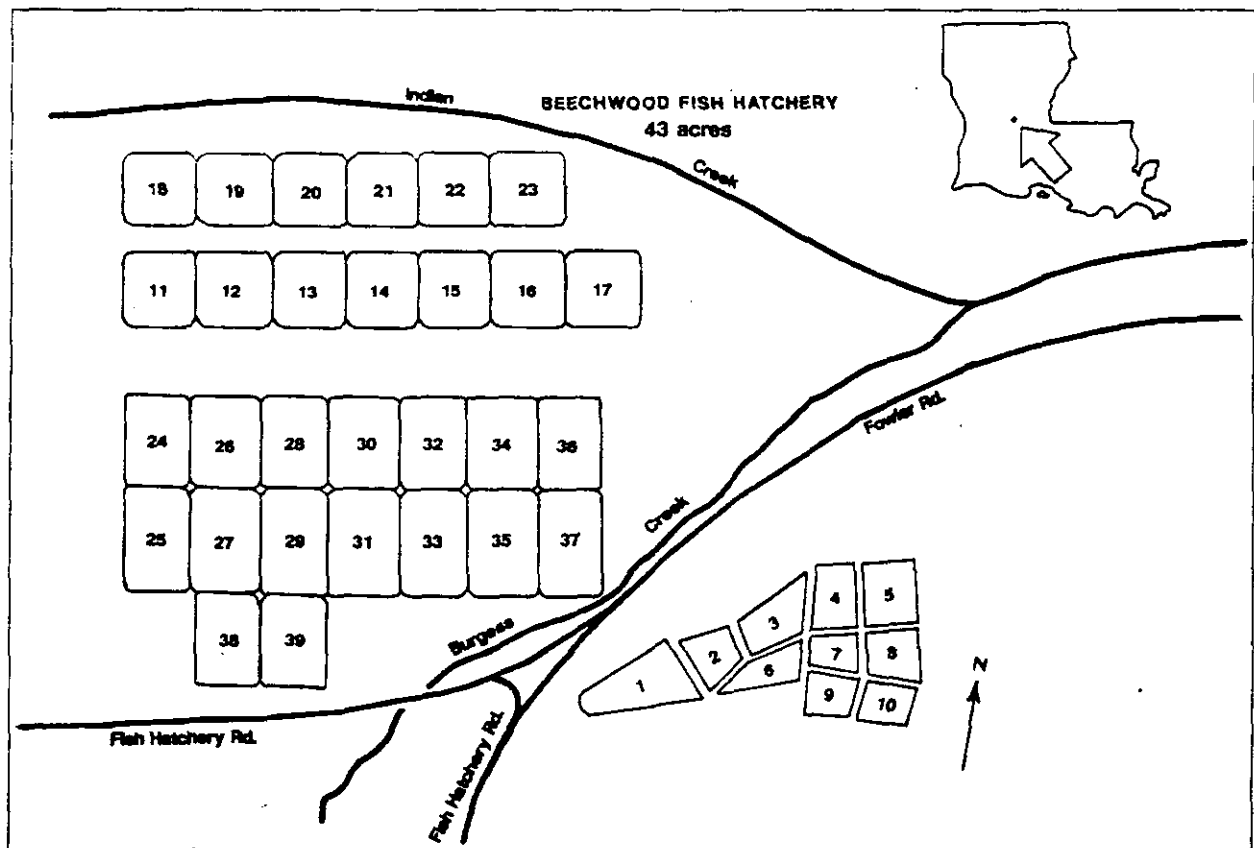 Indian
BEECHWOOD FISH HATCHERY
43 acres
Creek
18 19 20 21 22 23
11 12 13 14 15 16 17
24 26 28 30 32 34 36
25 27 29 31 33 35 37
38 39
Fowler Rd.
Creek
Burgess
4 5
3
2 7 8
1 6
9 10
N
Fish Hatchery Rd.
Fish Hatchery Rd.